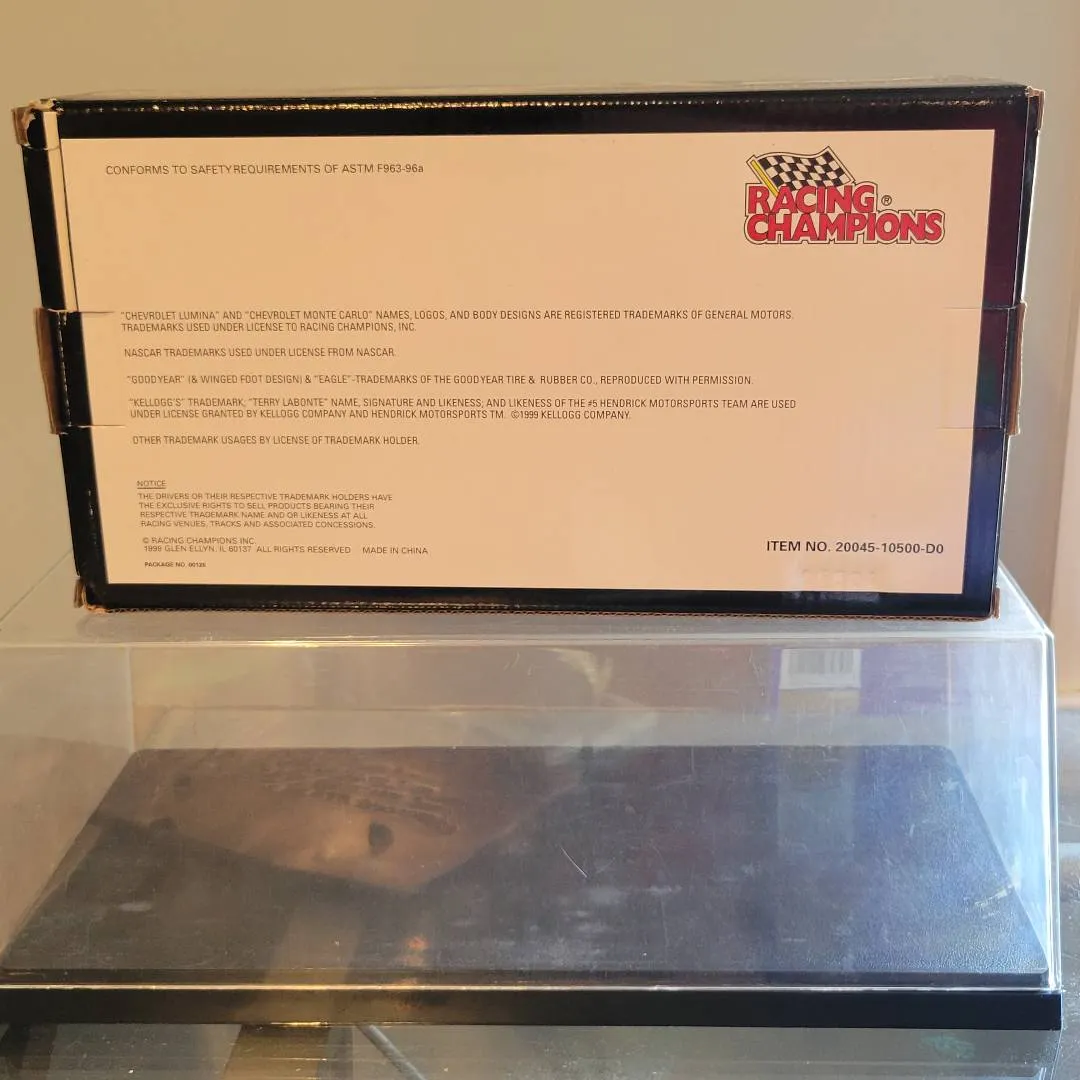 CONFORMS TO SAFETY REQUIREMENTS OF ASTM F963-96a
RACING ®
CHAMPIONS
"CHEVROLET LUMINA" AND "CHEVROLET MONTE CARLO" NAMES, LOGOS, AND BODY DESIGNS ARE REGISTERED TRADEMARKS OF GENERAL MOTORS.
TRADEMARKS USED UNDER LICENSE TO RACING CHAMPIONS, INC.
NASCAR TRADEMARKS USED UNDER LICENSE FROM NASCAR.
"GOODYEAR" (& WINGED FOOT DESIGN) & "EAGLE"-TRADEMARKS OF THE GOODYEAR TIRE & RUBBER CO., REPRODUCED WITH PERMISSION.
"KELLOGG'S" TRADEMARK; "TERRY LABONTE" NAME, SIGNATURE AND LIKENESS; AND LIKENESS OF THE #5 HENDRICK MOTORSPORTS TEAM ARE USED
UNDER LICENSE GRANTED BY KELLOGG COMPANY AND HENDRICK MOTORSPORTS TM. ©1999 KELLOGG COMPANY.
OTHER TRADEMARK USAGES BY LICENSE OF TRADEMARK HOLDER.
NOTICE
THE DRIVERS OR THEIR RESPECTIVE TRADEMARK HOLDERS HAVE
THE EXCLUSIVE RIGHTS TO SELL PRODUCTS BEARING THEIR
RESPECTIVE TRADEMARK NAME AND OR LIKENESS AT ALL
RACING VENUES, TRACKS AND ASSOCIATED CONCESSIONS.
© RACING CHAMPIONS INC.
1999 GLEN ELLYN, IL 60137 ALL RIGHTS RESERVED MADE IN CHINA
PACKAGE NO. 00126
ITEM NO. 20045-10500-D0